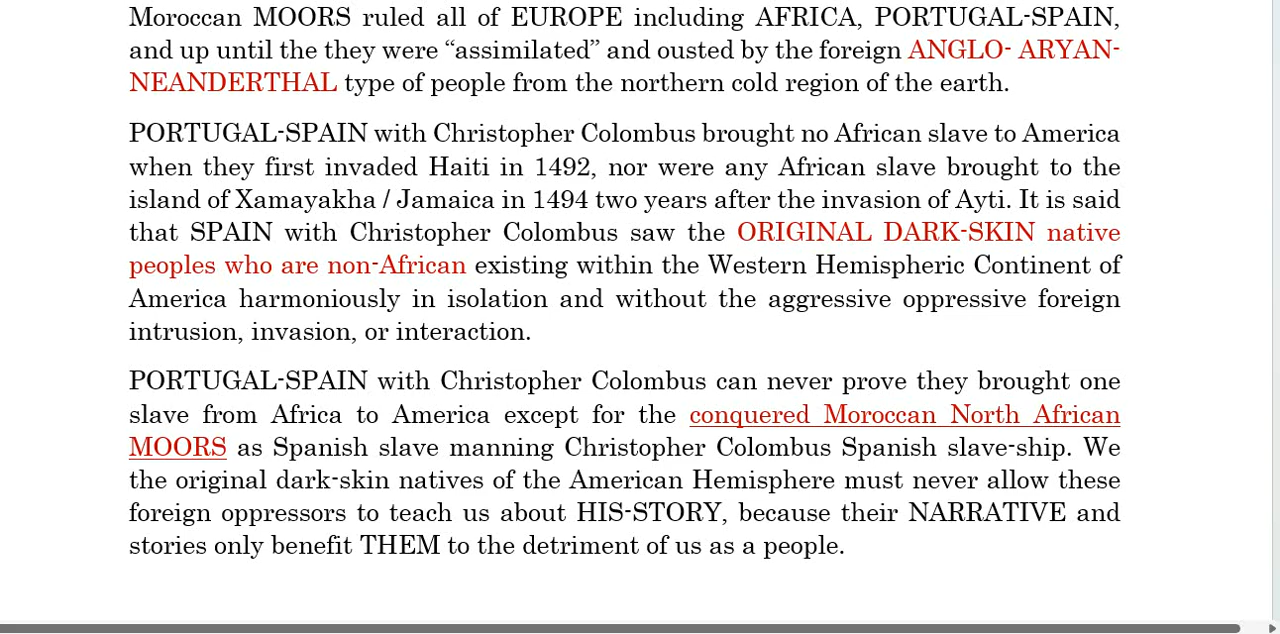 Moroccan MOORS ruled all of EUROPE including AFRICA, PORTUGAL-SPAIN,
and up until the they were “assimilated” and ousted by the foreign ANGLO- ARYAN-
NEANDERTHAL type of people from the northern cold region of the earth.
PORTUGAL-SPAIN with Christopher Colombus brought no African slave to America
when they first invaded Haiti in 1492, nor were any African slave brought to the
island of Xamayakha / Jamaica in 1494 two years after the invasion of Ayti. It is said
that SPAIN with Christopher Colombus saw the ORIGINAL DARK-SKIN native
peoples who are non-African existing within the Western Hemispheric Continent of
America harmoniously in isolation and without the aggressive oppressive foreign
intrusion, invasion, or interaction.
PORTUGAL-SPAIN with Christopher Colombus can never prove they brought one
slave from Africa to America except for the conquered Moroccan North African
MOORS as Spanish slave manning Christopher Colombus Spanish slave-ship. We
the original dark-skin natives of the American Hemisphere must never allow these
foreign oppressors to teach us about HIS-STORY, because their NARRATIVE and
stories only benefit THEM to the detriment of us as a people.